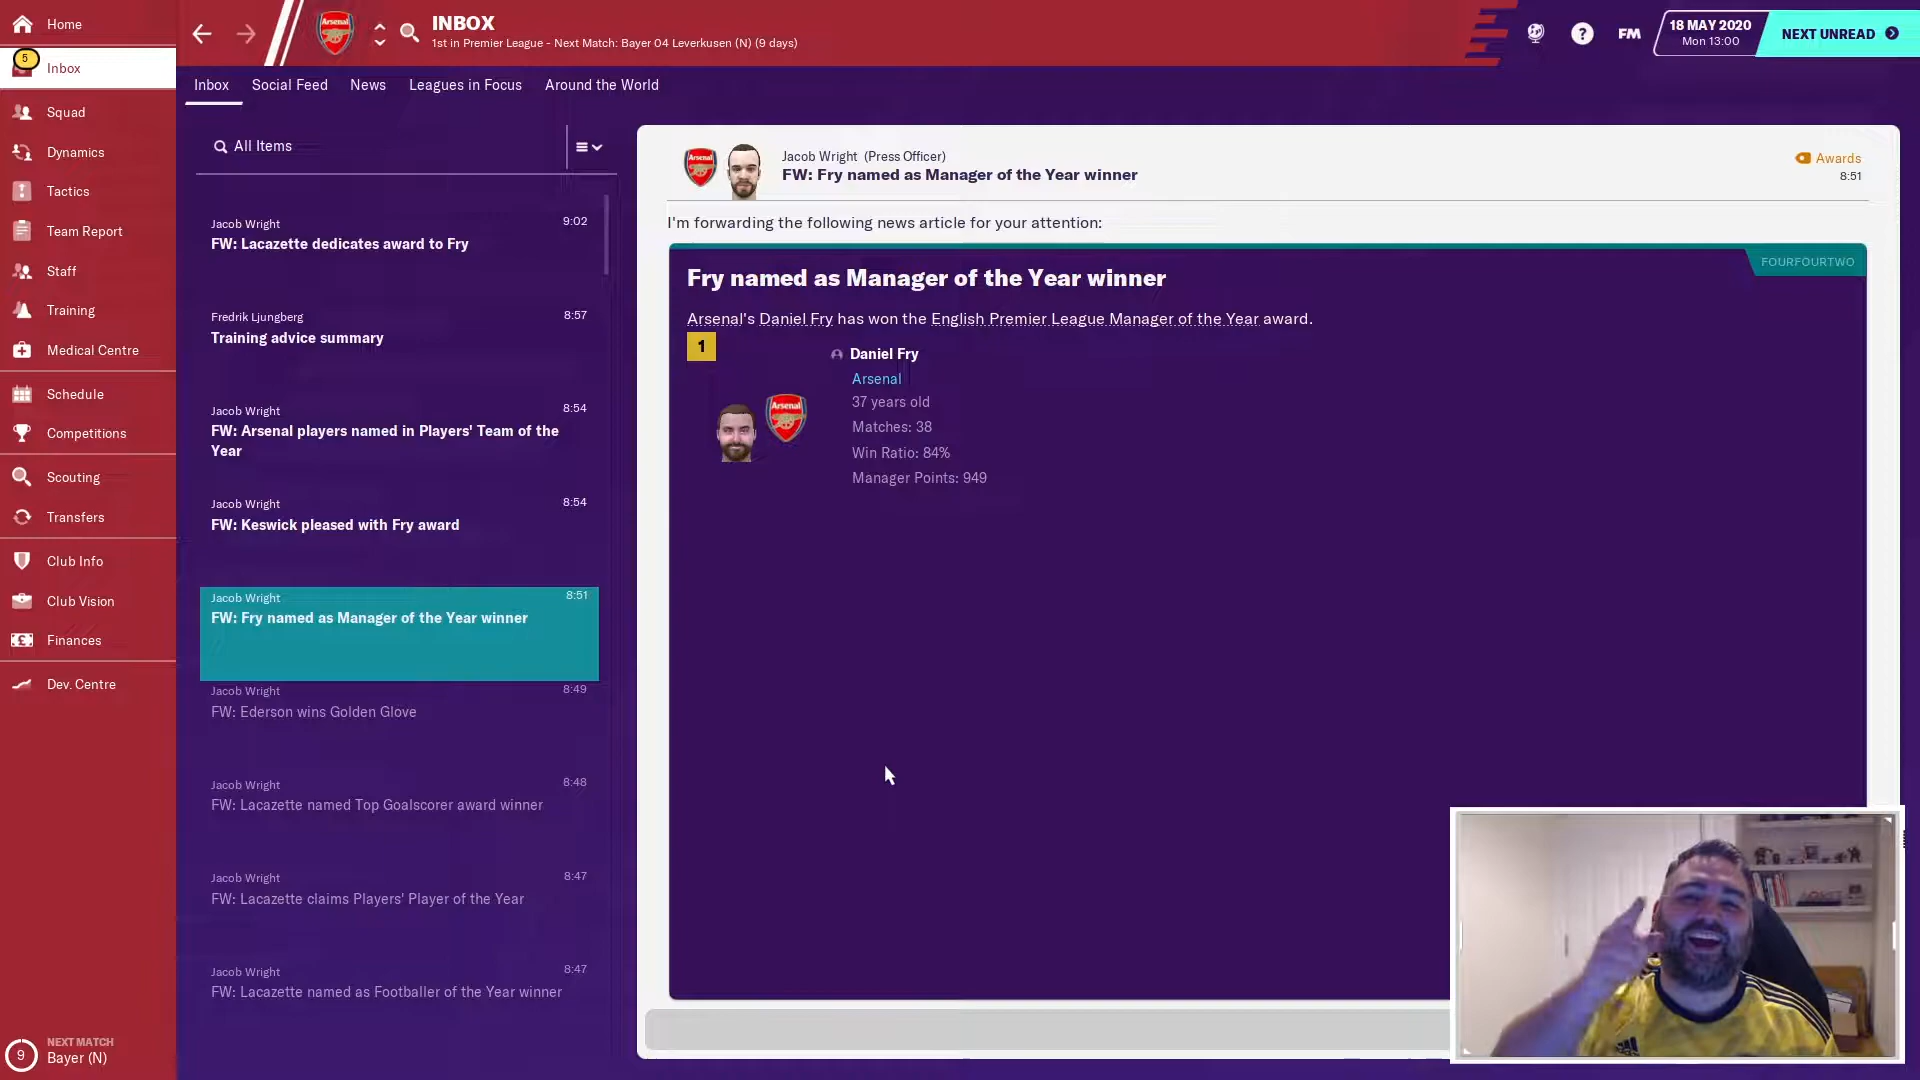 Home
5
Inbox
Squad
Dynamics
Tactics
Team Report
Staff
Training
Medical Centre
Schedule
Competitions
Scouting
Transfers
Club Info
Club Vision
Finances
Dev. Centre
9
NEXT MATCH
Bayer (N)
Arsenal
INBOX
1st in Premier League - Next Match: Bayer 04 Leverkusen (N) (9 days)
?
FM
18 MAY 2020
Mon 13:00
NEXT UNREAD
Inbox Social Feed News Leagues in Focus Around the World
All Items
Jacob Wright 9:02
FW: Lacazette dedicates award to Fry
Fredrik Ljungberg 8:57
Training advice summary
Jacob Wright 8:54
FW: Arsenal players named in Players' Team of the
Year
Jacob Wright 8:54
FW: Keswick pleased with Fry award
Jacob Wright 8:51
FW: Fry named as Manager of the Year winner
Jacob Wright 8:49
FW: Ederson wins Golden Glove
Jacob Wright 8:48
FW: Lacazette named Top Goalscorer award winner
Jacob Wright 8:47
FW: Lacazette claims Players' Player of the Year
Jacob Wright 8:47
FW: Lacazette named as Footballer of the Year winner
Arsenal
Jacob Wright (Press Officer)
FW: Fry named as Manager of the Year winner
Awards
8:51
I'm forwarding the following news article for your attention:
FOURFOURTWO
Fry named as Manager of the Year winner
Arsenal's Daniel Fry has won the English Premier League Manager of the Year award.
1
Arsenal
Daniel Fry
Arsenal
37 years old
Matches: 38
Win Ratio: 84%
Manager Points: 949